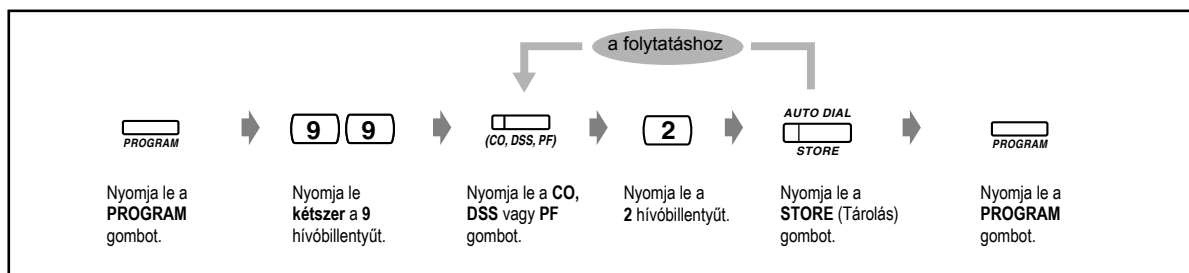 a folytatáshoz
PROGRAM
9 9
(CO, DSS, PF)
2
AUTO DIAL
STORE
PROGRAM
Nyomja le a
PROGRAM
gombot.
Nyomja le
kétszer a 9
hívóbillentyűt.
Nyomja le a CO,
DSS vagy PF
gombot.
Nyomja le a
2 hívóbillentyűt.
Nyomja le a
STORE (Tárolás)
gombot.
Nyomja le a
PROGRAM
gombot.